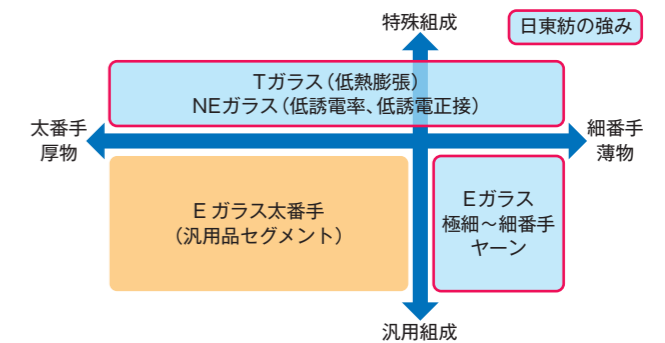 特殊組成
日東紡の強み
Tガラス（低熱膨張）
NEガラス（低誘電率、低誘電正接）
太番手
厚物
細番手
薄物
E ガラス太番手
（汎用品セグメント）
Eガラス
極細～細番手
ヤーン
汎用組成